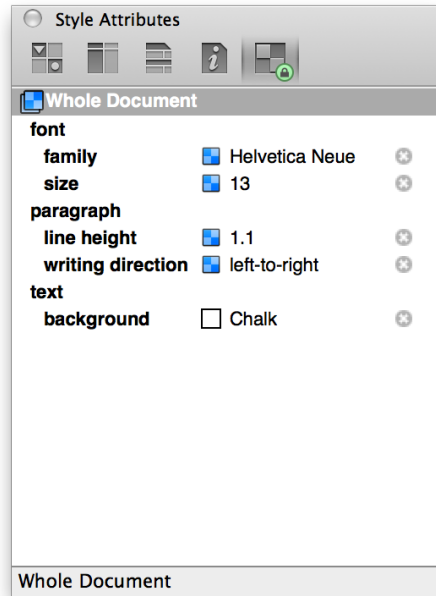 Style Attributes
Whole Document
font
family Helvetica Neue
size 13
paragraph
line height 1.1
writing direction left-to-right
text
background Chalk
Whole Document